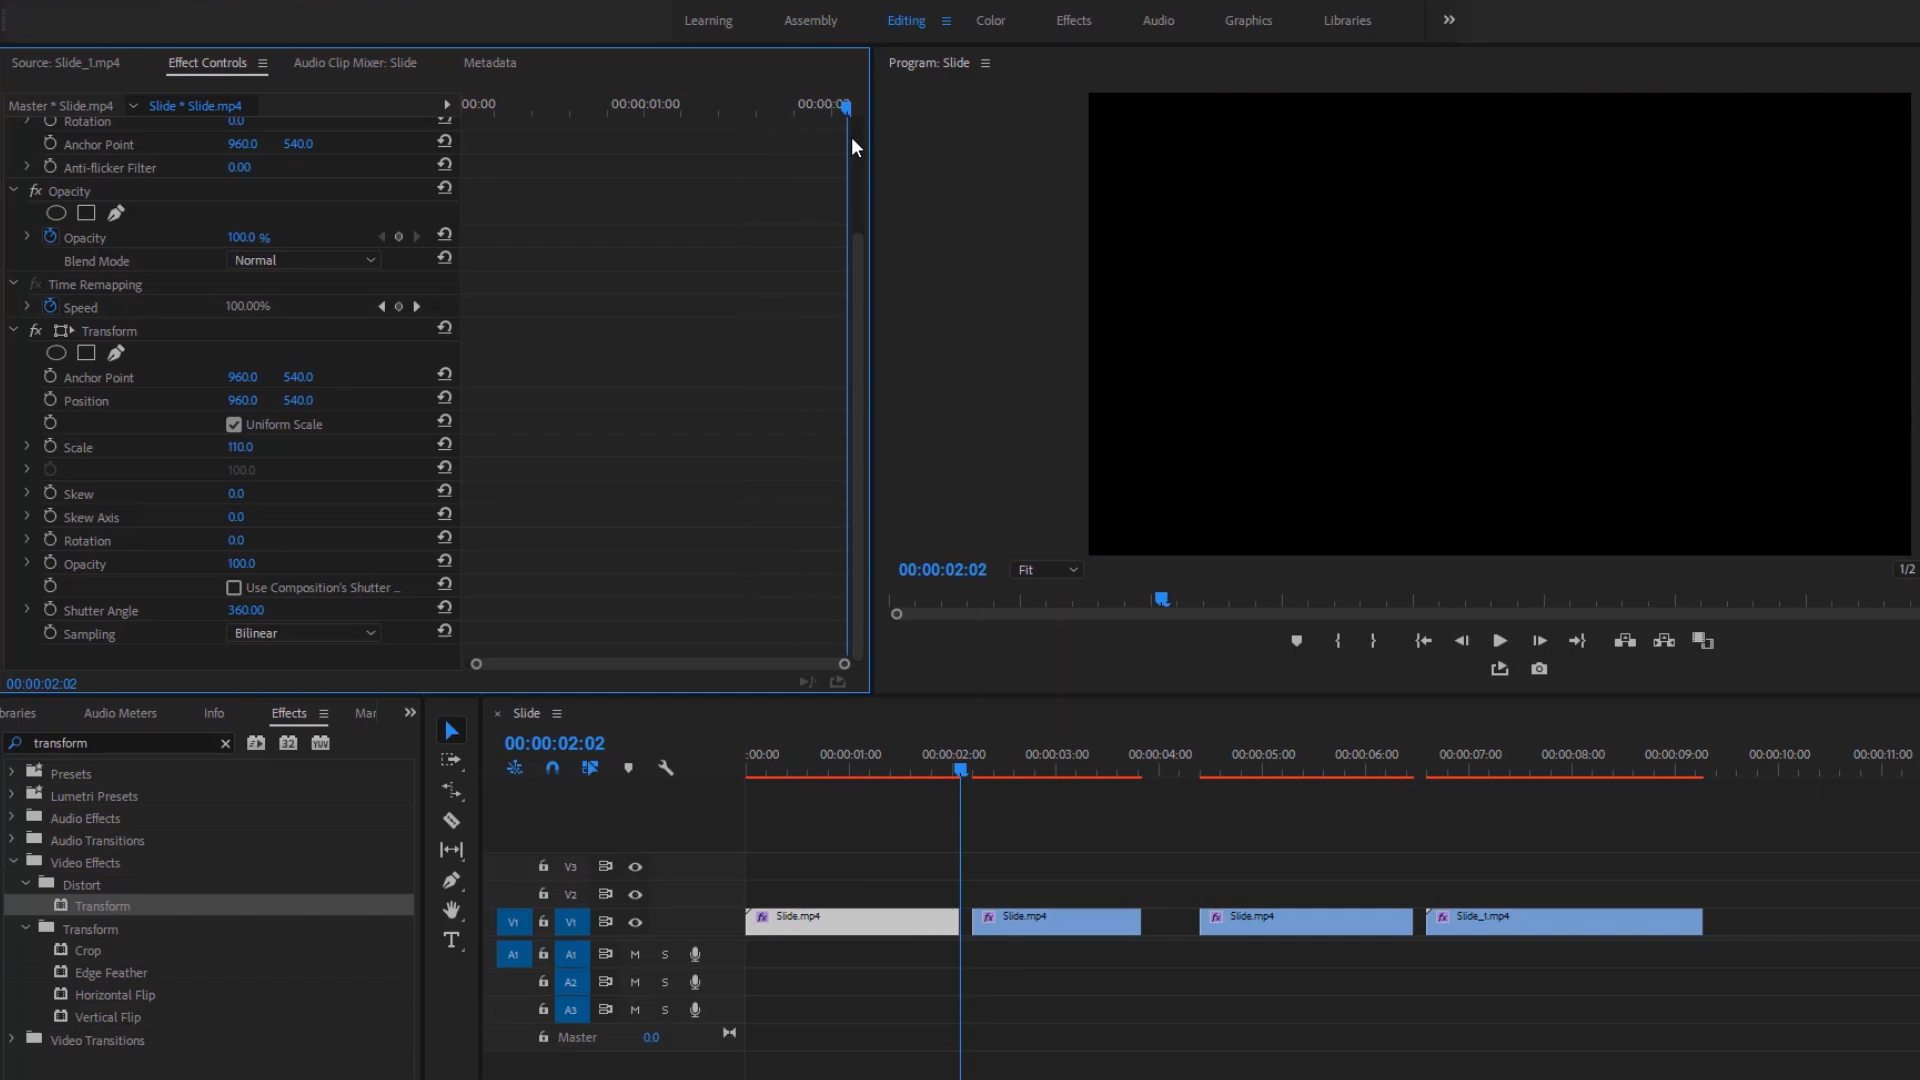 Learning Assembly Editing Color Effects Audio Graphics Libraries
Source: Slide_1.mp4 Effect Controls Audio Clip Mixer: Slide Metadata
Program: Slide
Master * Slide.mp4 Slide * Slide.mp4
:00:00 00:00:01:00 00:00:0
Rotation 0.0
Anchor Point 960.0 540.0
Anti-flicker Filter 0.00
fx Opacity
Opacity 100.0 %
Blend Mode Normal
fx Time Remapping
Speed 100.00%
fx Transform
Anchor Point 960.0 540.0
Position 960.0 540.0
Uniform Scale
Scale 110.0
100.0
Skew 0.0
Skew Axis 0.0
Rotation 0.0
Opacity 100.0
Use Composition's Shutter ...
Shutter Angle 360.00
Sampling Bilinear
00:00:02:02
00:00:02:02 Fit 1/2
braries Audio Meters Info Effects Mar
transform 32 YUV
Presets
Lumetri Presets
Audio Effects
Audio Transitions
Video Effects
Distort
Transform
Transform
Crop
Edge Feather
Horizontal Flip
Vertical Flip
Video Transitions
× Slide
00:00:02:02
:00:00 00:00:01:00 00:00:02:00 00:00:03:00 00:00:04:00 00:00:05:00 00:00:06:00 00:00:07:00 00:00:08:00 00:00:09:00 00:00:10:00 00:00:11:00
V3
V2
V1 V1 fx Slide.mp4 fx Slide.mp4 fx Slide.mp4 fx Slide_1.mp4
A1 A1 M S
A2 M S
A3 M S
Master 0.0